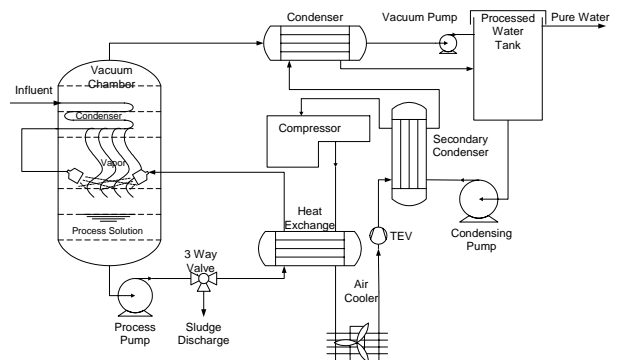 Condenser
Vacuum Pump
Processed
Water
Tank
Pure Water
Vacuum
Chamber
Influent
Condenser
Compressor
Secondary
Condenser
Vapor
Heat
Exchange
Process Solution
TEV
Condensing
Pump
3 Way
Valve
Air
Cooler
Process
Pump
Sludge
Discharge